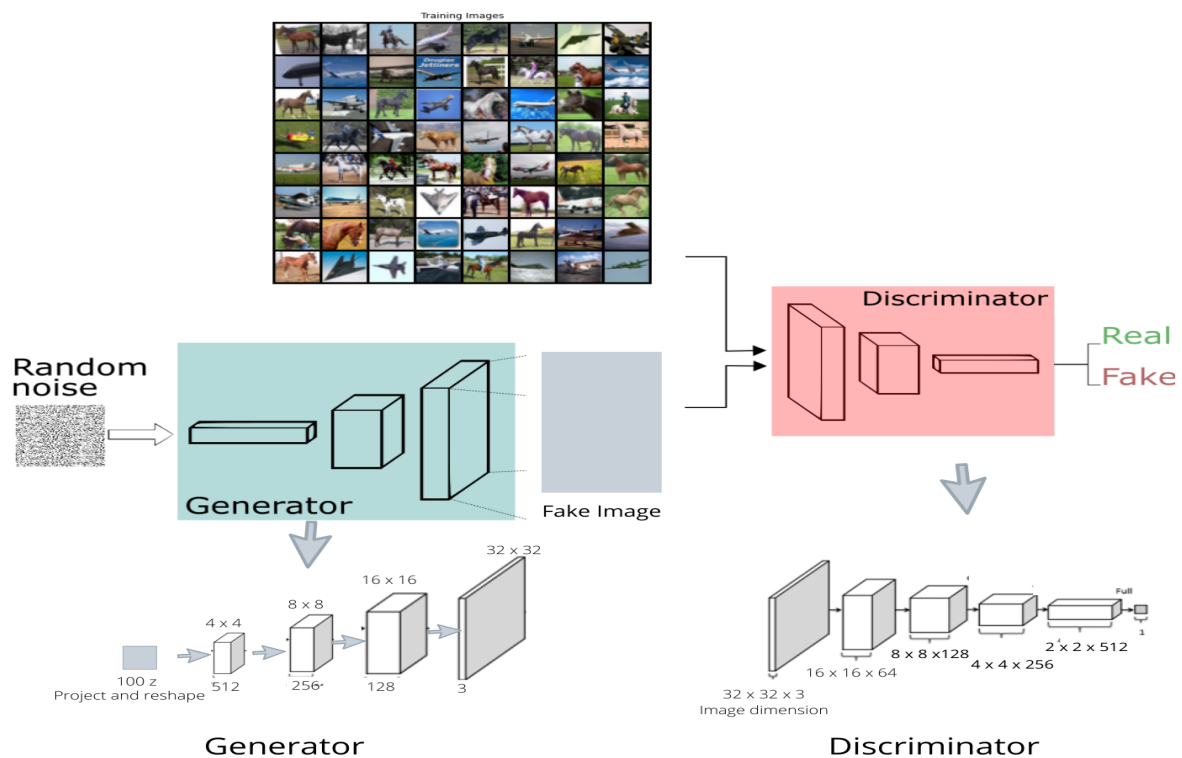 Training Images
Douglas
Jetliners
Discriminator
Real
Fake
Random
noise
Generator
Fake Image
32 x 32
16 x 16
8 x 8
4 x 4
100 z
Project and reshape
512
256
128
3
Full
1
2 x 2 x 512
4 x 4 x 256
8 x 8 x128
16 x 16 x 64
32 x 32 x 3
Image dimension
Generator
Discriminator